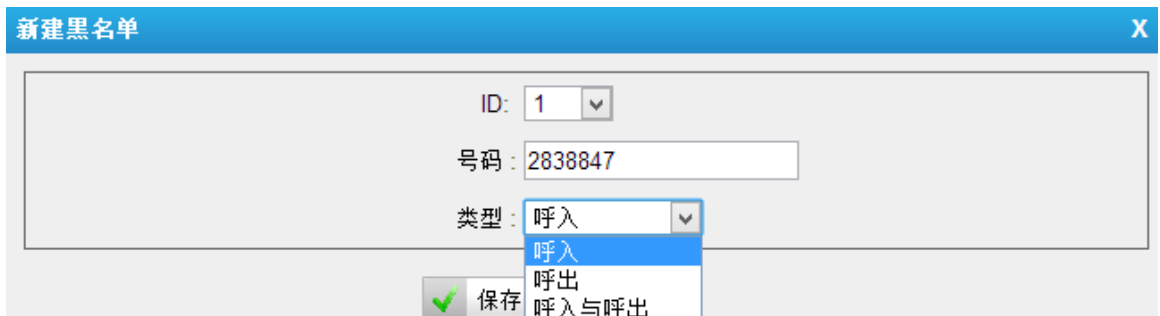 新建黑名单 X
ID: 1
号码 : 2838847
类型 : 呼入
呼入
呼出
保存
呼入与呼出